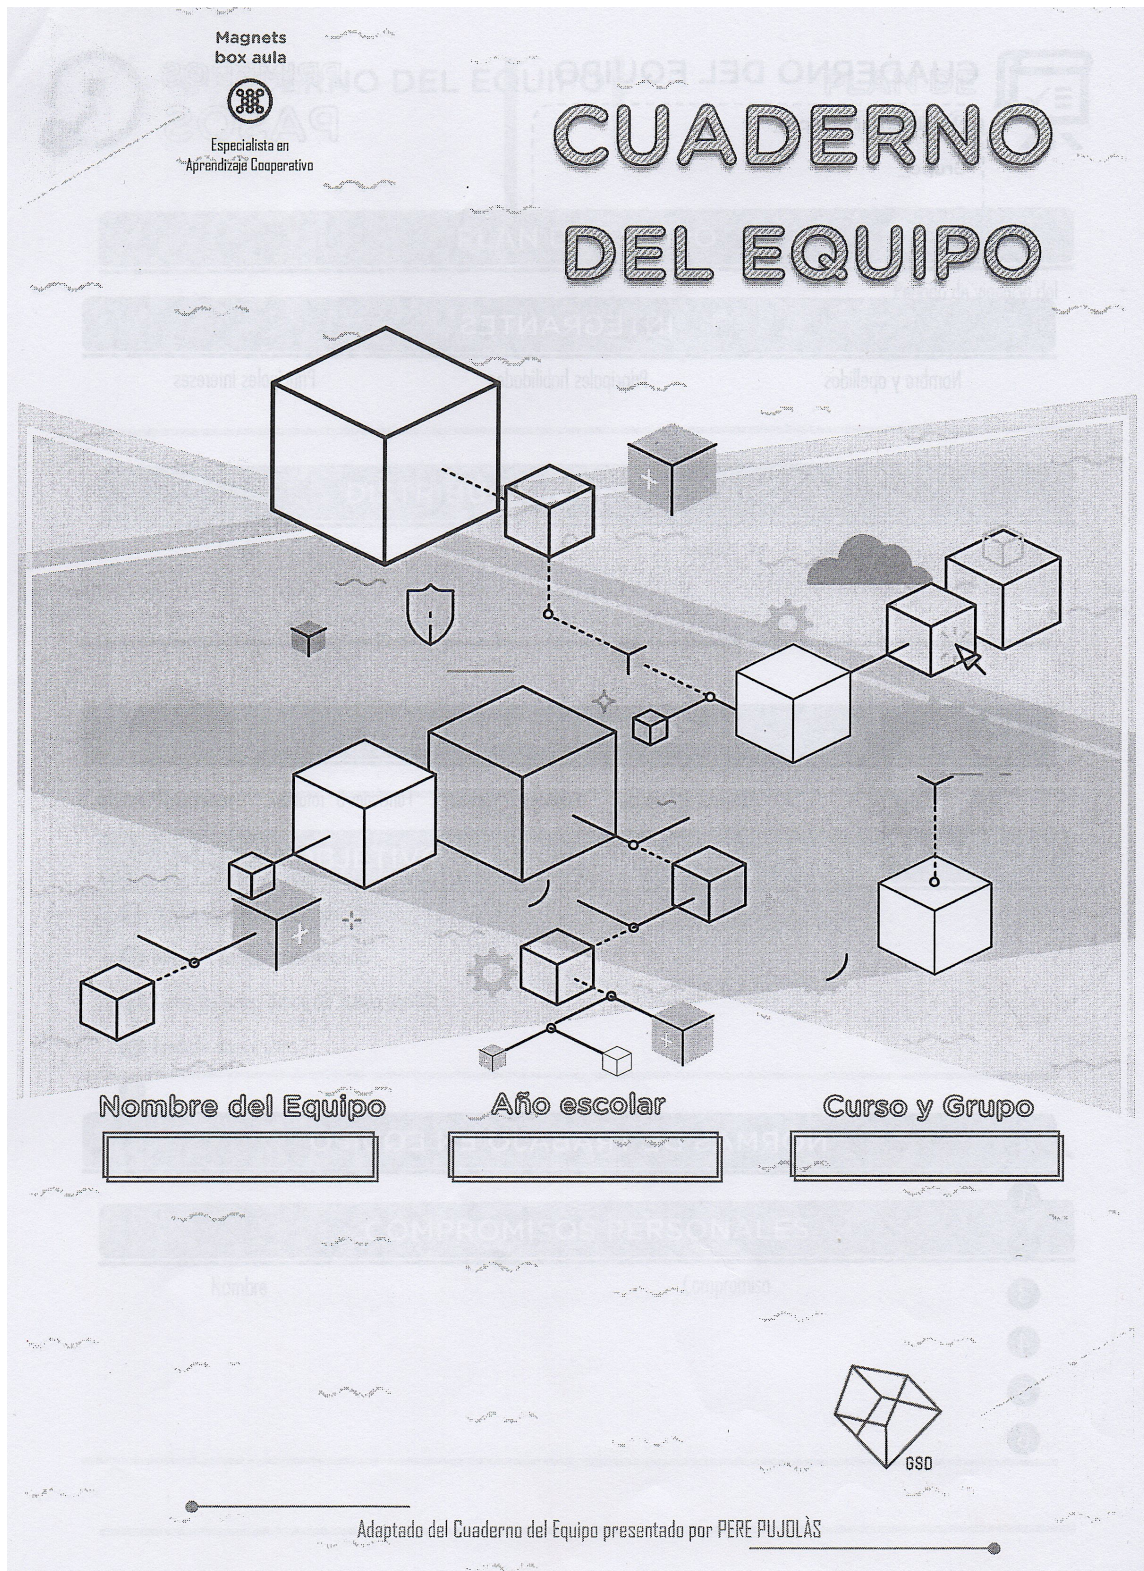 Magnets
box aula
Especialista en
Aprendizaje Cooperativo
CUADERNO
DEL EQUIPO
Nombre del Equipo
Año escolar
Curso y Grupo
GSD
Adaptado del Cuaderno del Equipo presentado por PERE PUJOLÀS